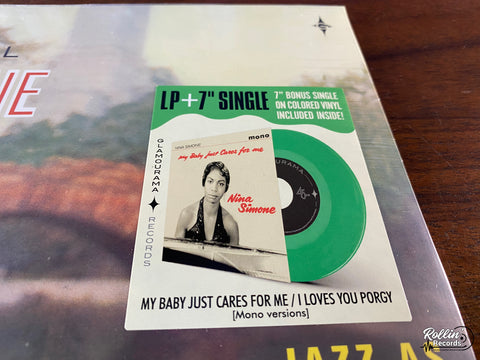 L
NE
LP+7" SINGLE
7" BONUS SINGLE
ON COLORED VINYL
INCLUDED INSIDE!
GLAMOURAMA
RECORDS
NINA SIMONE
mono
My Baby Just Cares for me
Nina
Simone
GLAMOURAMA
MY BABY JUST CARES FOR ME / I LOVES YOU PORGY
[Mono versions]
JAZZ A
Rollin'
Records